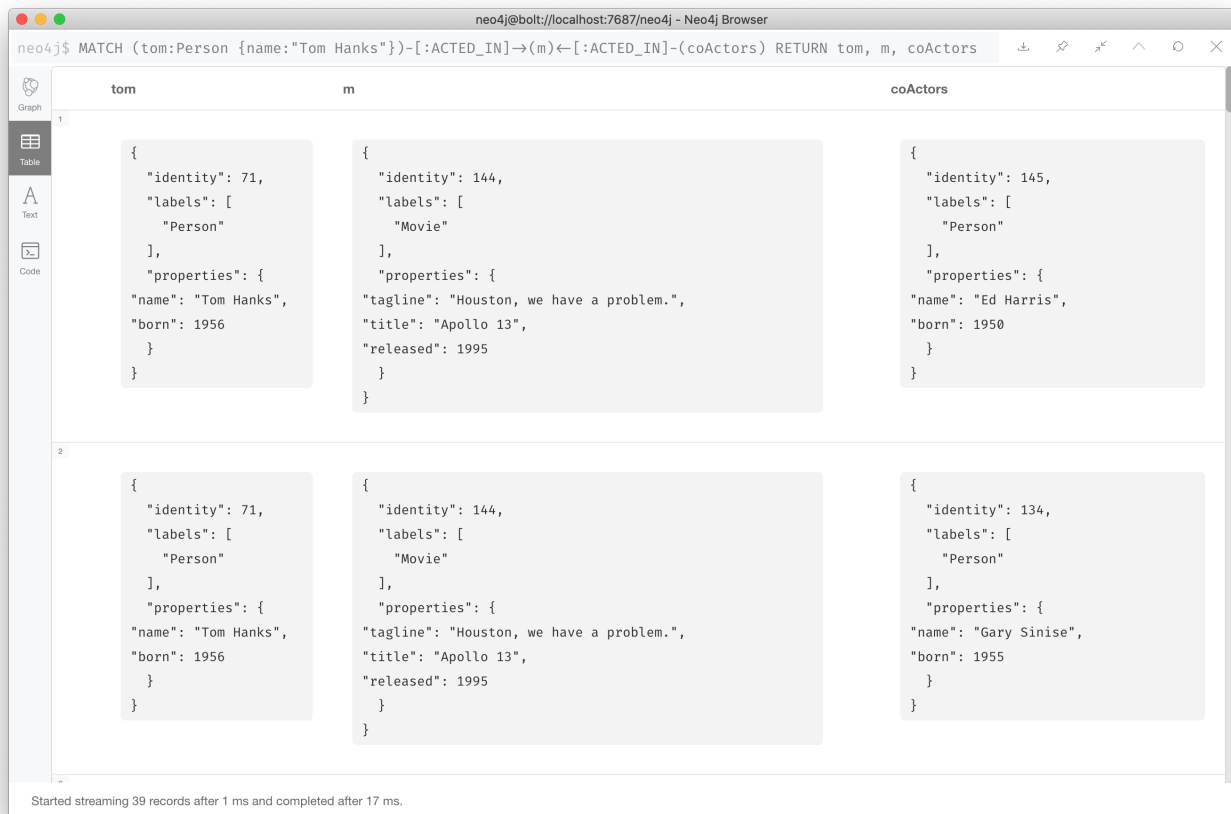 neo4j@bolt://localhost:7687/neo4j - Neo4j Browser
neo4j$ MATCH (tom:Person {name:"Tom Hanks"})-[:ACTED_IN]→(m)←[:ACTED_IN]-(coActors) RETURN tom, m, coActors
Graph
Table
Text
Code
tom m coActors
1
{ { {
"identity": 71, "identity": 144, "identity": 145,
"labels": [ "labels": [ "labels": [
"Person" "Movie" "Person"
], ], ],
"properties": { "properties": { "properties": {
"name": "Tom Hanks", "tagline": "Houston, we have a problem.", "name": "Ed Harris",
"born": 1956 "title": "Apollo 13", "born": 1950
} "released": 1995 }
} } }
}
2
{ { {
"identity": 71, "identity": 144, "identity": 134,
"labels": [ "labels": [ "labels": [
"Person" "Movie" "Person"
], ], ],
"properties": { "properties": { "properties": {
"name": "Tom Hanks", "tagline": "Houston, we have a problem.", "name": "Gary Sinise",
"born": 1956 "title": "Apollo 13", "born": 1955
} "released": 1995 }
} } }
}
Started streaming 39 records after 1 ms and completed after 17 ms.